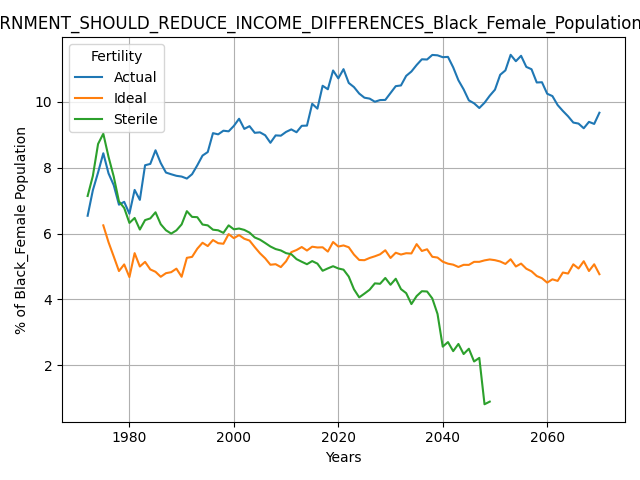 RNMENT_SHOULD_REDUCE_INCOME_DIFFERENCES_Black_Female_Population
Fertility
Actual
Ideal
Sterile
% of Black_Female Population
10
8
6
4
2
1980 2000 2020 2040 2060
Years